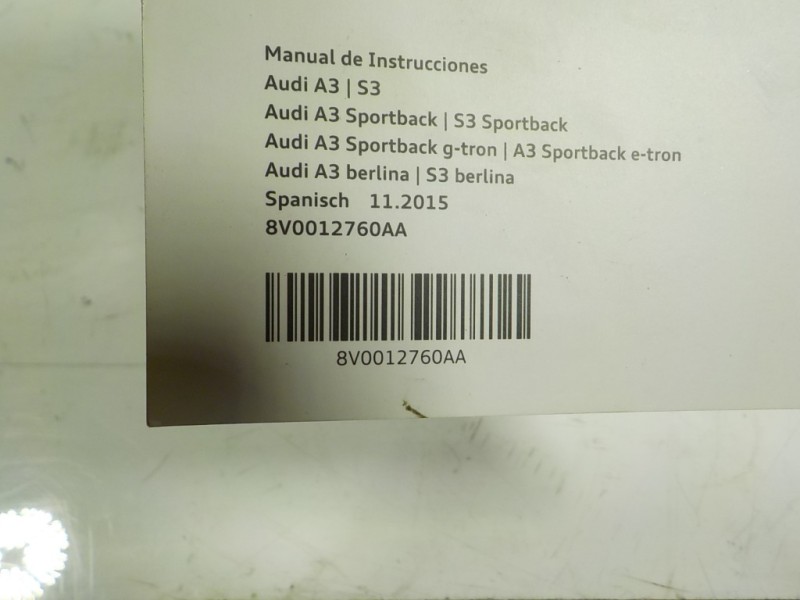 Manual de Instrucciones
Audi A3 | S3
Audi A3 Sportback | S3 Sportback
Audi A3 Sportback g-tron | A3 Sportback e-tron
Audi A3 berlina | S3 berlina
Spanisch 11.2015
8V0012760AA
8V0012760AA